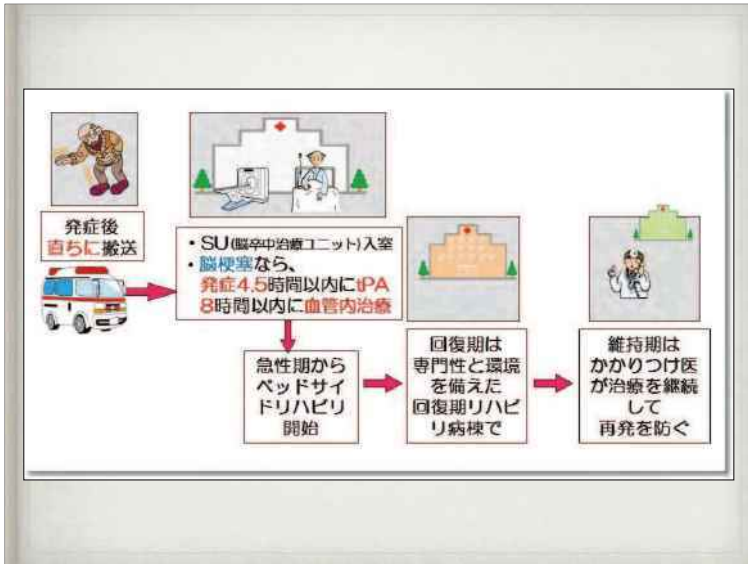 発症後
直ちに搬送
・SU(脳卒中治療ユニット)入室
・脳梗塞なら、
発症4.5時間以内にtPA
8時間以内に血管内治療
急性期から
ベッドサイ
ドリハビリ
開始
回復期は
専門性と環境
を備えた
回復期リハビ
リ病棟で
維持期は
かかりつけ医
が治療を継続
して
再発を防ぐ